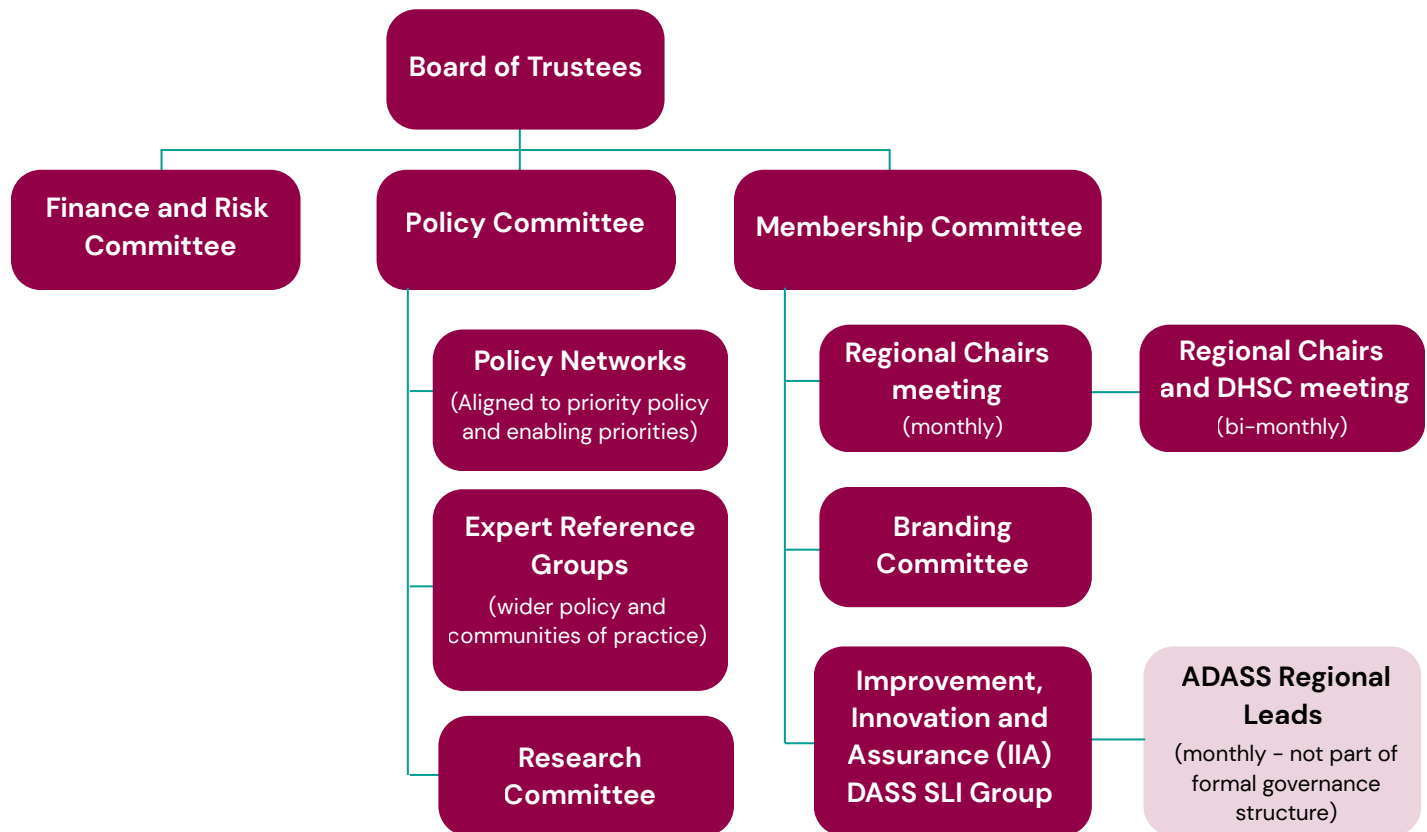 Board of Trustees
Finance and Risk
Committee
Policy Committee
Membership Committee
Policy Networks
(Aligned to priority policy
and enabling priorities)
Expert Reference
Groups
(wider policy and
communities of practice)
Research
Committee
Regional Chairs
meeting
(monthly)
Regional Chairs
and DHSC meeting
(bi-monthly)
Branding
Committee
Improvement,
Innovation and
Assurance (IIA)
DASS SLI Group
ADASS Regional
Leads
(monthly - not part of
formal governance
structure)